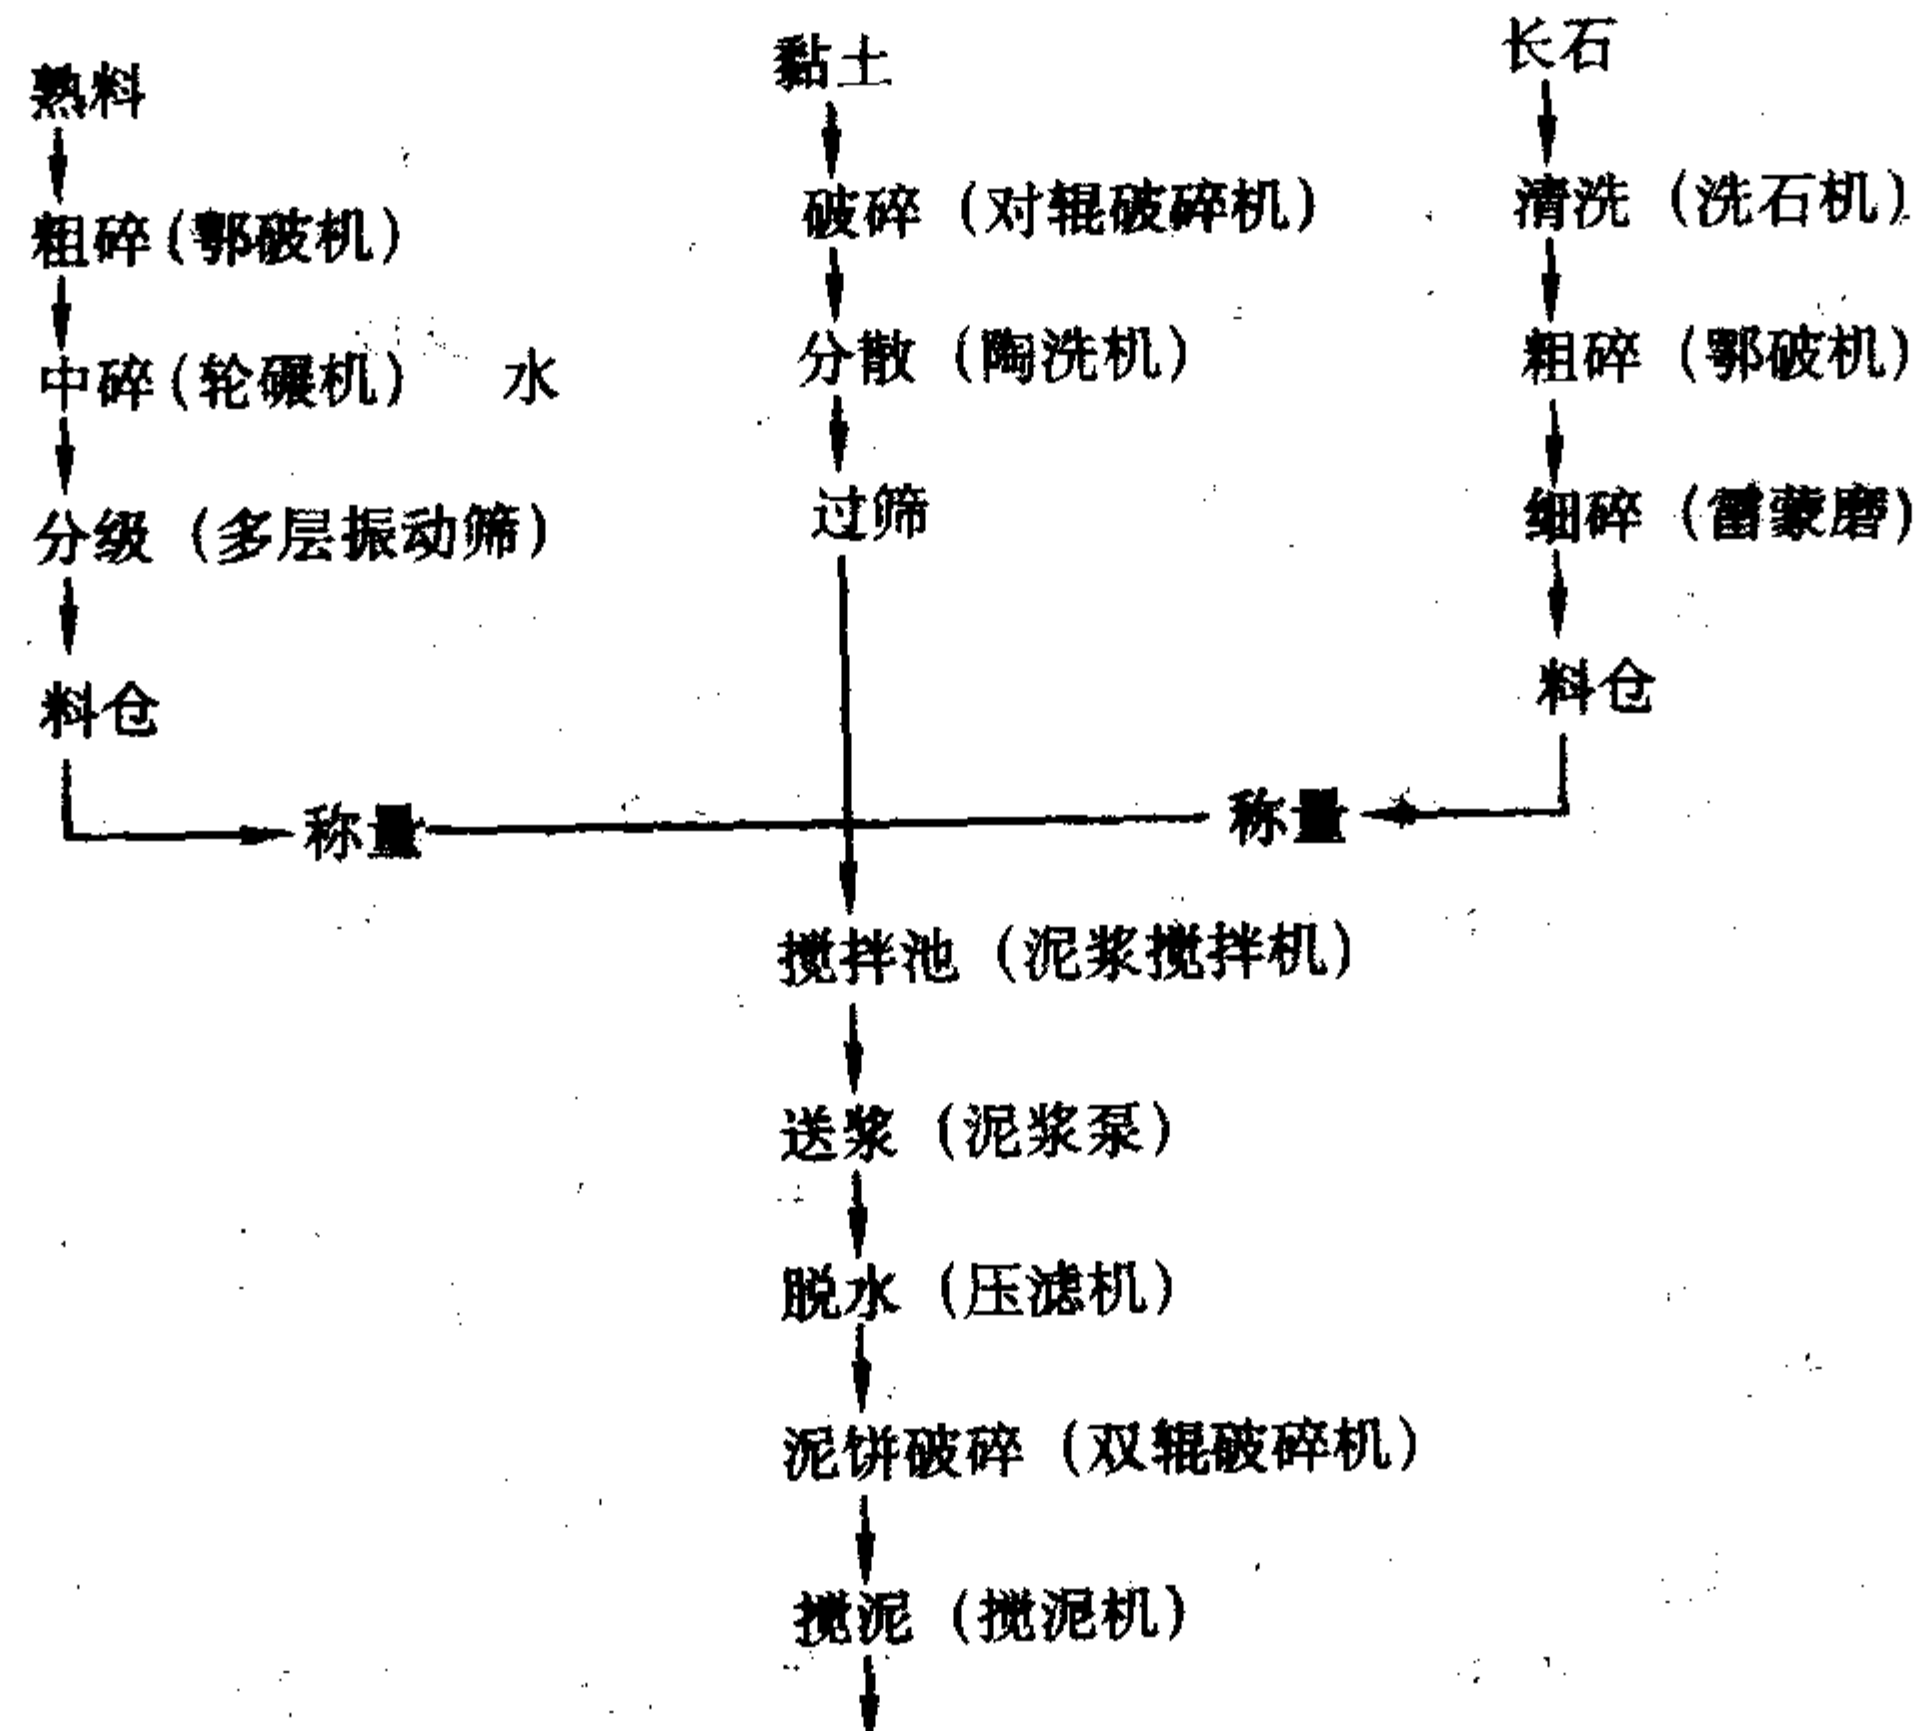 熟料
黏土
长石
粗碎(鄂破机)
破碎(对辊破碎机)
清洗(洗石机)
中碎(轮碾机)
水
分散(陶洗机)
粗碎(鄂破机)
分级(多层振动筛)
过筛
细碎(雷蒙磨)
料仓
料仓
称量
称量
搅拌池(泥浆搅拌机)
送浆(泥浆泵)
脱水(压滤机)
泥饼破碎(双辊破碎机)
搅泥(搅泥机)